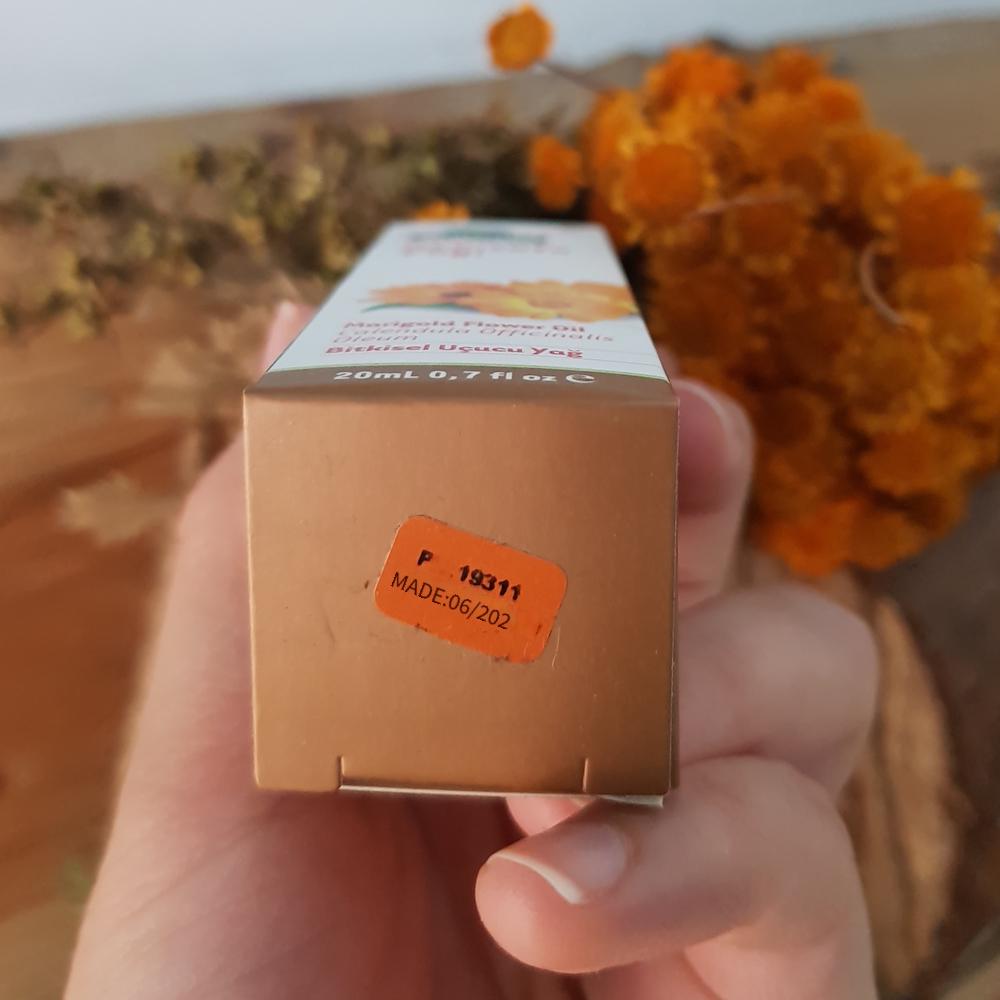 Marigold Flower Oil
Calendula Officinalis
Oleum
Bitkisel Uçucu Yağ
20mL 0,7 fl oz ℮
P 19311
MADE:06/202